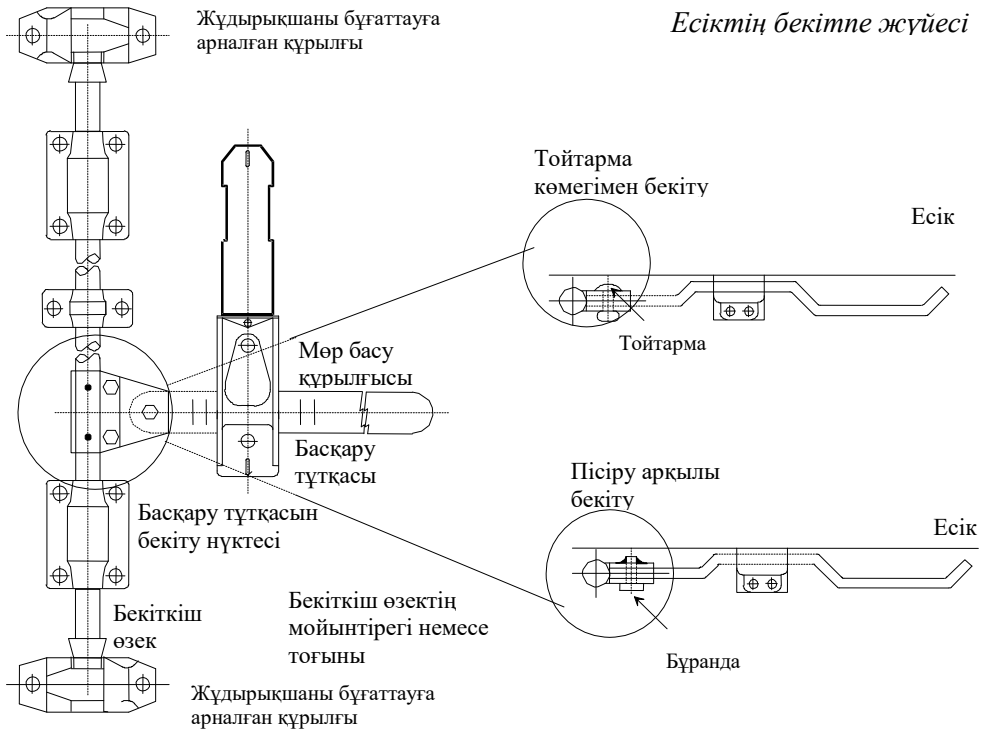 Жұдырықшаны бұғаттауға
арналған құрылғы
Есіктің бекітпе жүйесі
Тойтарма
көмегімен бекіту
Есік
Тойтарма
Мөр басу
құрылғысы
Басқару
тұтқасы
Пісіру арқылы
бекіту
Есік
Басқару тұтқасын
бекіту нүктесі
Бекіткіш
өзек
Бекіткіш өзектің
мойынтірегі немесе
тоғыны
Бұранда
Жұдырықшаны бұғаттауға
арналған құрылғы